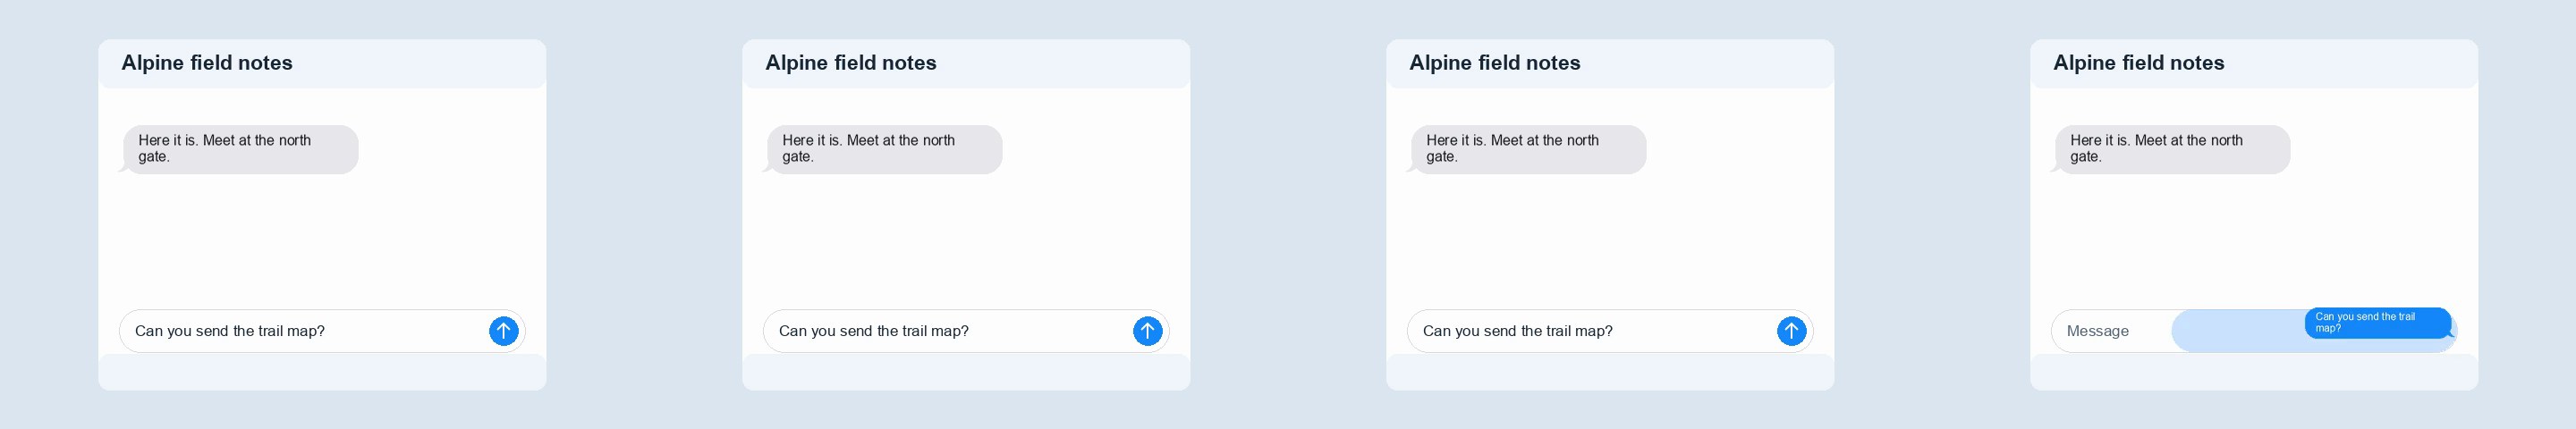 Alpine field notes
Here it is. Meet at the north
gate.
Can you send the trail map?
Alpine field notes
Here it is. Meet at the north
gate.
Can you send the trail map?
Alpine field notes
Here it is. Meet at the north
gate.
Can you send the trail map?
Alpine field notes
Here it is. Meet at the north
gate.
Message
Can you send the trail
map?